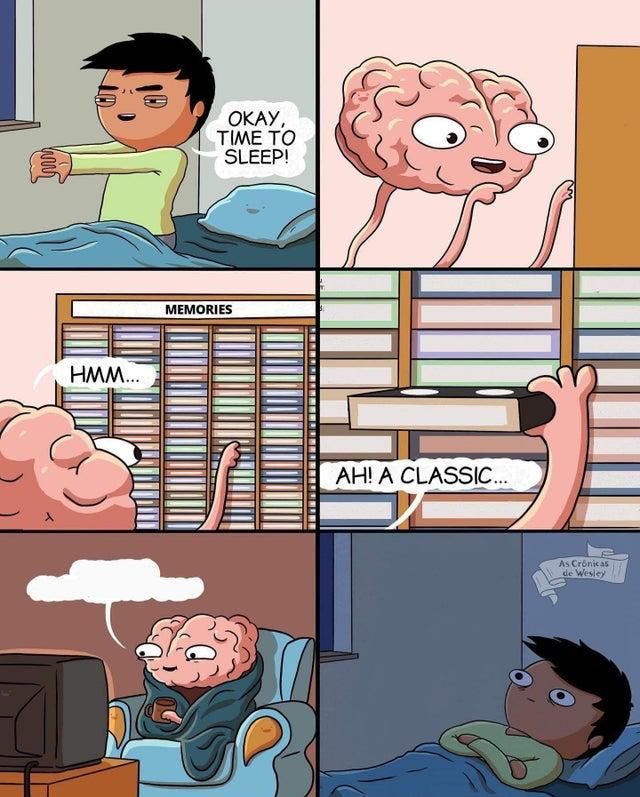 OKAY,
TIME TO
SLEEP!
MEMORIES
HMM...
AH! A CLASSIC...
As Crônicas
de Wesley